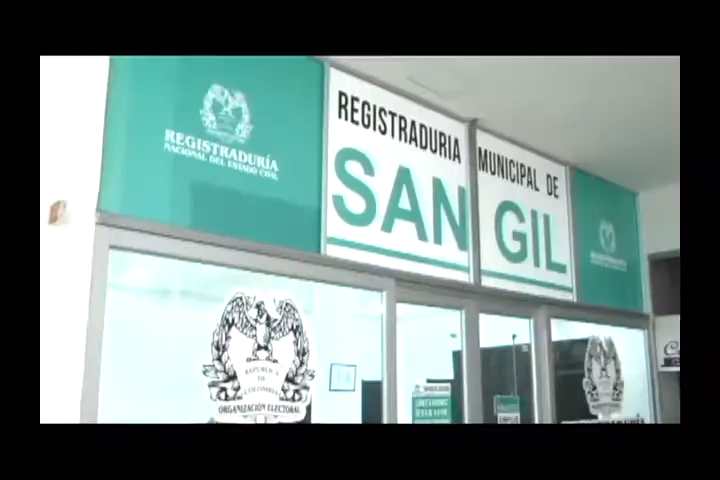 REGISTRADURÍA
NACIONAL DEL ESTADO CIVIL
REGISTRADURIA MUNICIPAL DE
SAN GIL
REPUBLICA
DE
COLOMBIA
ORGANIZACIÓN ELECTORAL